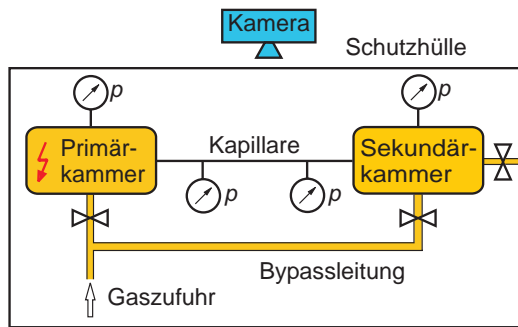 Kamera
Schutzhülle
p
p
Primär-
kammer
Kapillare
Sekundär-
kammer
p
p
Bypassleitung
Gaszufuhr